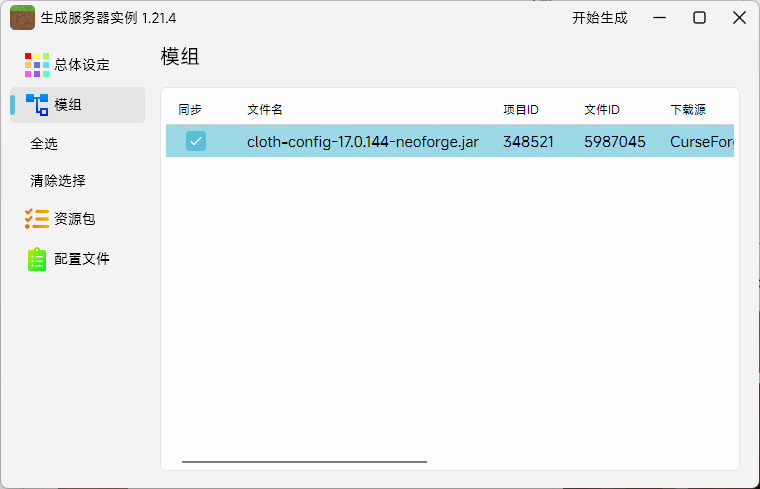 生成服务器实例 1.21.4
开始生成
总体设定
模组
全选
清除选择
资源包
配置文件
模组
同步 文件名 项目ID 文件ID 下载源
cloth-config-17.0.144-neoforge.jar 348521 5987045 CurseForg